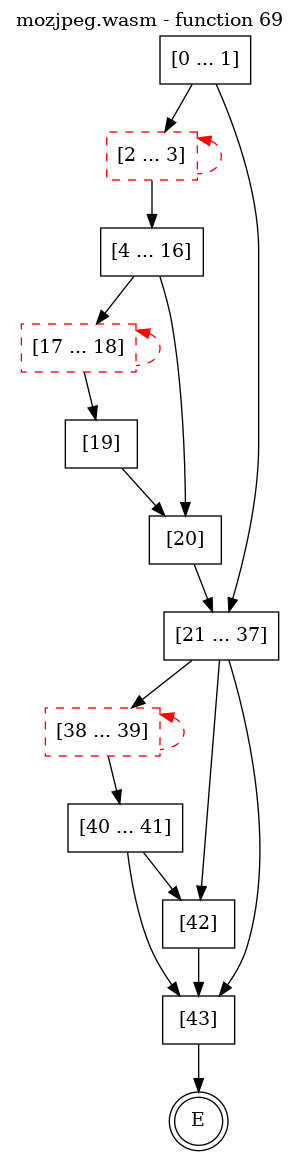 mozjpeg.wasm - function 69
[0 ... 1]
[2 ... 3]
[4 ... 16]
[17 ... 18]
[19]
[20]
[21 ... 37]
[38 ... 39]
[40 ... 41]
[42]
[43]
E